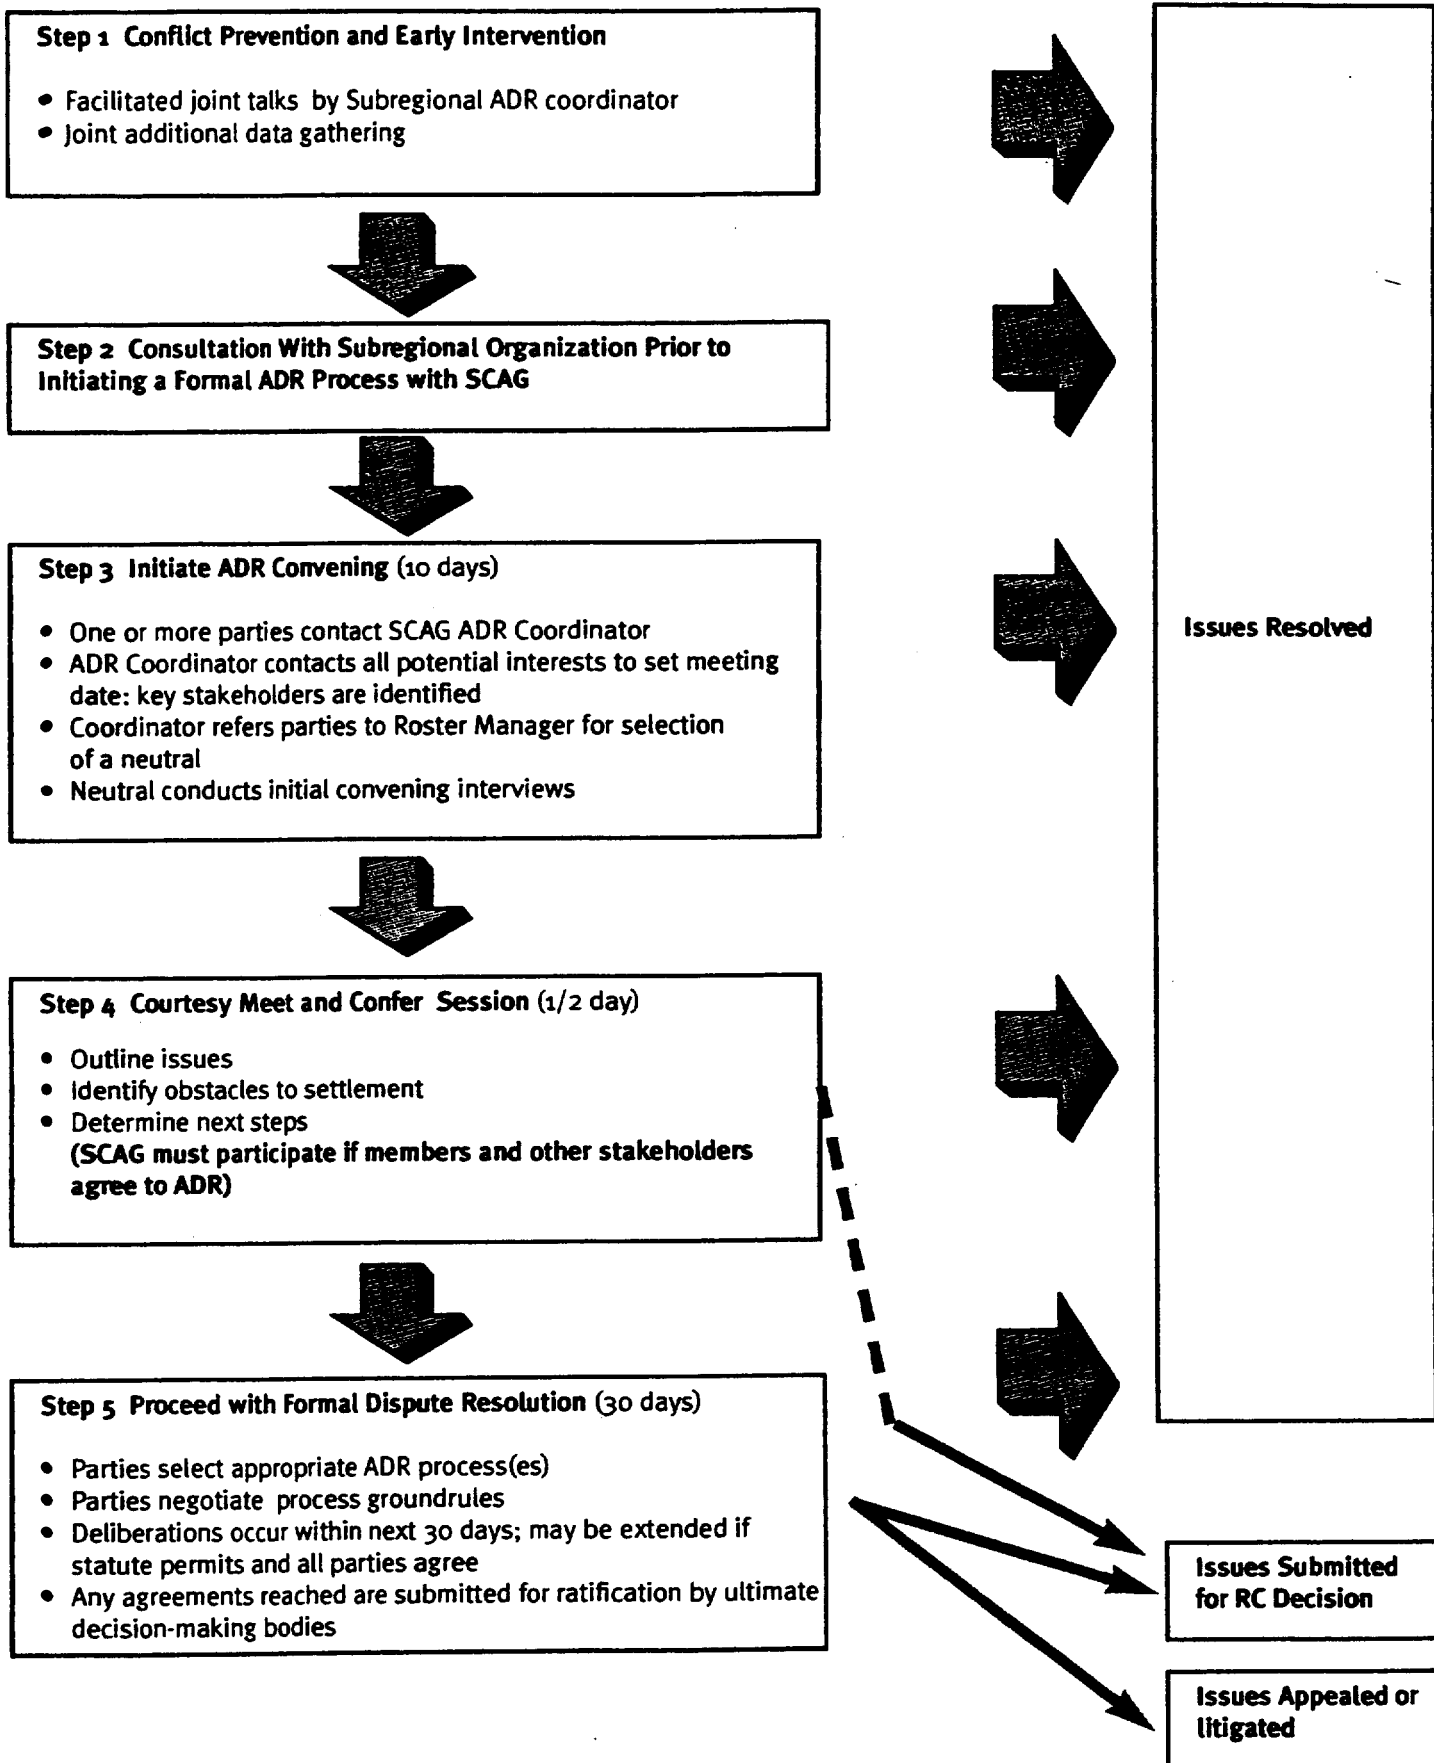 Step 1 Conflict Prevention and Early Intervention
• Facilitated joint talks by Subregional ADR coordinator
• Joint additional data gathering
Step 2 Consultation With Subregional Organization Prior to
Initiating a Formal ADR Process with SCAG
Step 3 Initiate ADR Convening (10 days)
• One or more parties contact SCAG ADR Coordinator
• ADR Coordinator contacts all potential interests to set meeting
date: key stakeholders are identified
• Coordinator refers parties to Roster Manager for selection
of a neutral
• Neutral conducts initial convening interviews
Step 4 Courtesy Meet and Confer Session (1/2 day)
• Outline issues
• Identify obstacles to settlement
• Determine next steps
(SCAG must participate if members and other stakeholders
agree to ADR)
Step 5 Proceed with Formal Dispute Resolution (30 days)
• Parties select appropriate ADR process(es)
• Parties negotiate process groundrules
• Deliberations occur within next 30 days; may be extended if
statute permits and all parties agree
• Any agreements reached are submitted for ratification by ultimate
decision-making bodies
Issues Resolved
Issues Submitted
for RC Decision
Issues Appealed or
litigated